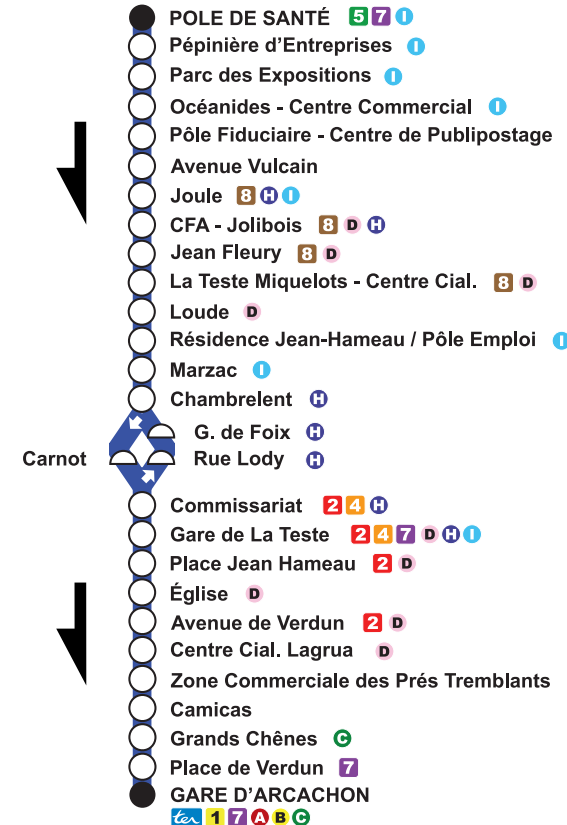 POLE DE SANTÉ 5 7 I
Pépinière d'Entreprises I
Parc des Expositions I
Océanides - Centre Commercial I
Pôle Fiduciaire - Centre de Publipostage
Avenue Vulcain
Joule 8 H I
CFA - Jolibois 8 D H
Jean Fleury 8 D
La Teste Miquelots - Centre Cial. 8 D
Loude D
Résidence Jean-Hameau / Pôle Emploi I
Marzac I
Chambrelent H
G. de Foix H
Carnot Rue Lody H
Commissariat 2 4 H
Gare de La Teste 2 4 7 D H I
Place Jean Hameau 2 D
Église D
Avenue de Verdun 2 D
Centre Cial. Lagrua D
Zone Commerciale des Prés Tremblants
Camicas
Grands Chênes C
Place de Verdun 7
GARE D'ARCACHON
ter 1 7 A B C